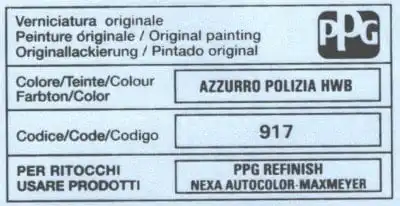 Verniciatura originale
Peinture originale / Original painting
Originallackierung / Pintado original
PPG
Colore/Teinte/Colour
Farbton/Color
AZZURRO POLIZIA HWB
Codice/Code/Codigo
917
PER RITOCCHI
USARE PRODOTTI
PPG REFINISH
NEXA AUTOCOLOR-MAXMEYER